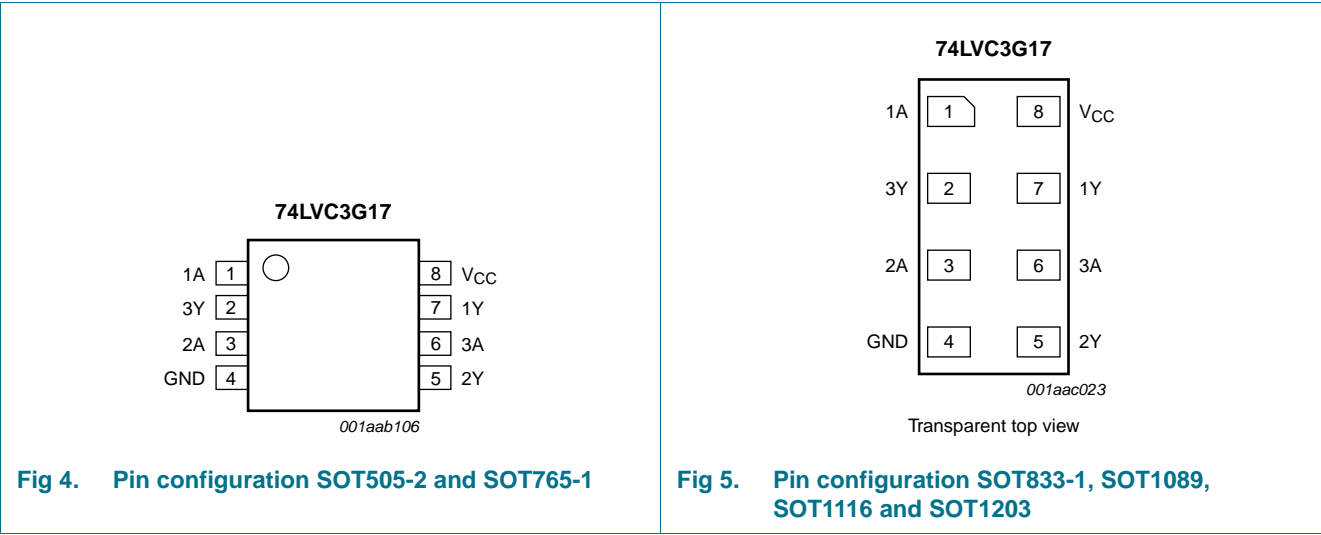 74LVC3G17
1A 1 8 VCC
3Y 2 7 1Y
2A 3 6 3A
GND 4 5 2Y
001aab106
Fig 4. Pin configuration SOT505-2 and SOT765-1
74LVC3G17
1A 1 8 VCC
3Y 2 7 1Y
2A 3 6 3A
GND 4 5 2Y
001aac023
Transparent top view
Fig 5. Pin configuration SOT833-1, SOT1089,
SOT1116 and SOT1203